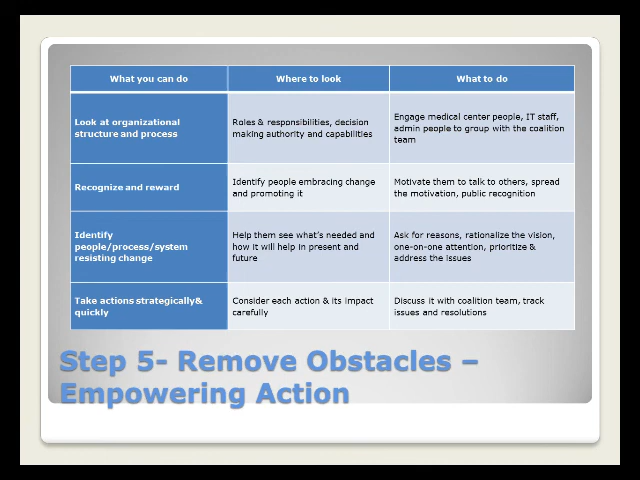 What you can do
Where to look
What to do
Look at organizational
structure and process
Roles & responsibilities, decision
making authority and capabilities
Engage medical center people, IT staff,
admin people to group with the coalition
team
Recognize and reward
Identify people embracing change
and promoting it
Motivate them to talk to others, spread
the motivation, public recognition
Identify
people/process/system
resisting change
Help them see what's needed and
how it will help in present and
future
Ask for reasons, rationalize the vision,
one-on-one attention, prioritize &
address the issues
Take actions strategically&
quickly
Consider each action & its impact
carefully
Discuss it with coalition team, track
issues and resolutions
Step 5- Remove Obstacles –
Empowering Action